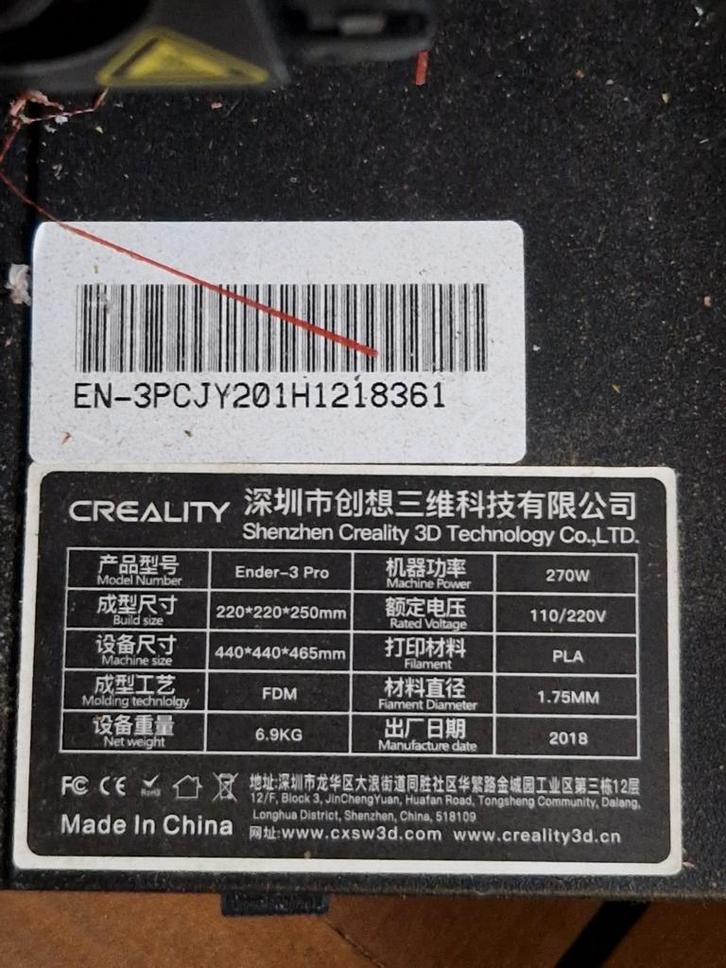 EN-3PCJY201H1218361
CREALITY 深圳市创想三维科技有限公司
Shenzhen Creality 3D Technology Co.,LTD.
产品型号 Ender-3 Pro 机器功率 270W
Model Number Machine Power
成型尺寸 220*220*250mm 额定电压 110/220V
Build size Rated Voltage
设备尺寸 440*440*465mm 打印材料 PLA
Machine size Filament
成型工艺 FDM 材料直径 1.75MM
Molding technlolgy Fiament Diameter
设备重量 6.9KG 出厂日期 2018
Net weight Manufacture date
FC CE RoHS 地址:深圳市龙华区大浪街道同胜社区华繁路金城园工业区第三栋12层
12/F, Block 3, JinChengYuan, Huafan Road, Tongsheng Community, Dalang,
Longhua District, Shenzhen, China, 518109
Made In China 网址:www.cxsw3d.com www.creality3d.cn